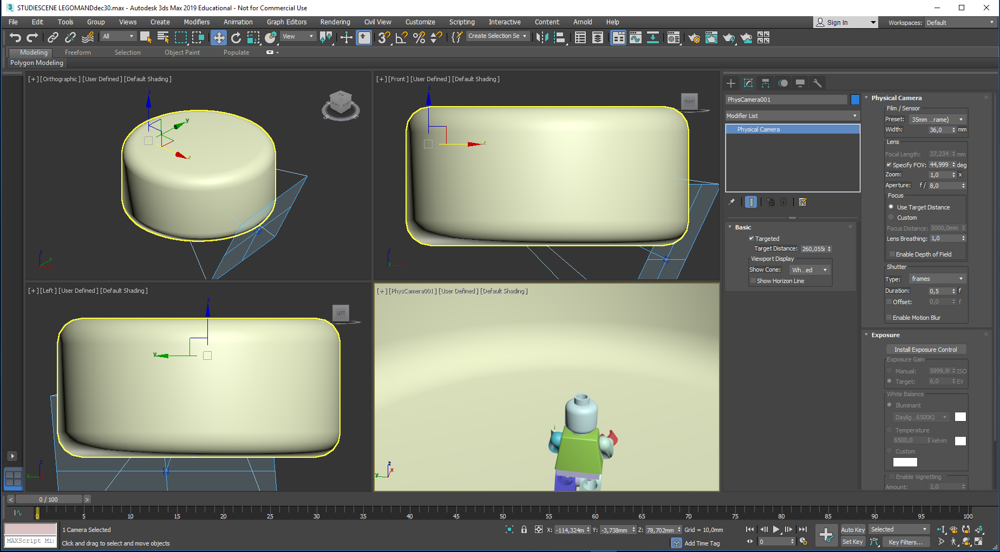 STUDIESCENE LEGOMANDdec30.max - Autodesk 3ds Max 2019 Educational - Not for Commercial Use
File Edit Tools Group Views Create Modifiers Animation Graph Editors Rendering Civil View Customize Scripting Interactive Content Arnold Help
Sign In
Workspaces: Default
All
View
Create Selection Se
Modeling Freeform Selection Object Paint Populate
Polygon Modeling
[+] [Orthographic] [User Defined] [Default Shading]
z
y
x
[+] [Front] [User Defined] [Default Shading]
z
x
FRONT
[+] [Left] [User Defined] [Default Shading]
z
y
LEFT
[+] [PhysCamera001] [User Defined] [Default Shading]
z
x
y
PhysCamera001
Modifier List
Physical Camera
Basic
Targeted
Target Distance: 260,055
Viewport Display
Show Cone: Wh...ed
Show Horizon Line
Physical Camera
Film / Sensor
Preset: 35mm ...rame)
Width: 36,0 mm
Lens
Focal Length: 37,234 mm
Specify FOV: 44,999 deg
Zoom: 1,0 x
Aperture: f / 8,0
Focus
Use Target Distance
Custom
Focus Distance: 5000,0mm
Lens Breathing: 1,0
Enable Depth of Field
Shutter
Type: frames
Duration: 0,5 f
Offset: 0,0 f
Enable Motion Blur
Exposure
Install Exposure Control
Exposure Gain
Manual: 5999,9 ISO
Target: 6,0 EV
White Balance
Illuminant
Daylig...6500K)
Temperature
6500,0 kelvin
Custom
Enable Vignetting
Amount: 1,0
< 0 / 100 >
0 5 10 15 20 25 30 35 40 45 50 55 60 65 70 75 80 85 90 95 100
1 Camera Selected
X: -114,324m Y: -3,738mm Z: 78,702mm Grid = 10,0mm
Auto Key Selected
MAXScript Mi
Click and drag to select and move objects
Add Time Tag
0
Set Key Key Filters...